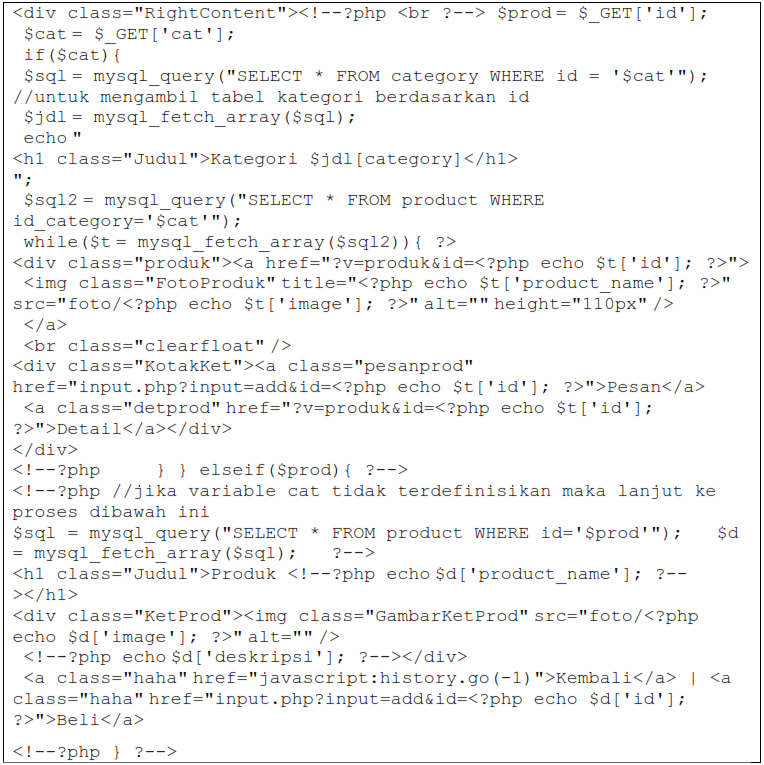 <div class="RightContent"><!--?php <br ?--> $prod = $_GET['id'];
$cat = $_GET['cat'];
if($cat){
$sql = mysql_query("SELECT * FROM category WHERE id = '$cat'");
//untuk mengambil tabel kategori berdasarkan id
$jdl = mysql_fetch_array($sql);
echo "
<h1 class="Judul">Kategori $jdl[category]</h1>
";
$sql2 = mysql_query("SELECT * FROM product WHERE
id_category='$cat'");
while($t = mysql_fetch_array($sql2)){ ?>
<div class="produk"><a href="?v=produk&id=<?php echo $t['id']; ?>">
<img class="FotoProduk" title="<?php echo $t['product_name']; ?>"
src="foto/<?php echo $t['image']; ?>" alt="" height="110px" />
</a>
<br class="clearfloat" />
<div class="KotakKet"><a class="pesanprod"
href="input.php?input=add&id=<?php echo $t['id']; ?>">Pesan</a>
<a class="detprod" href="?v=produk&id=<?php echo $t['id'];
?>">Detail</a></div>
</div>
<!--?php } } elseif($prod){ ?-->
<!--?php //jika variable cat tidak terdefinisikan maka lanjut ke
proses dibawah ini
$sql = mysql_query("SELECT * FROM product WHERE id='$prod'"); $d
= mysql_fetch_array($sql); ?-->
<h1 class="Judul">Produk <!--?php echo $d['product_name']; ?--
></h1>
<div class="KetProd"><img class="GambarKetProd" src="foto/<?php
echo $d['image']; ?>" alt="" />
<!--?php echo $d['deskripsi']; ?--></div>
<a class="haha" href="javascript:history.go(-1)">Kembali</a> | <a
class="haha" href="input.php?input=add&id=<?php echo $d['id'];
?>">Beli</a>
<!--?php } ?-->